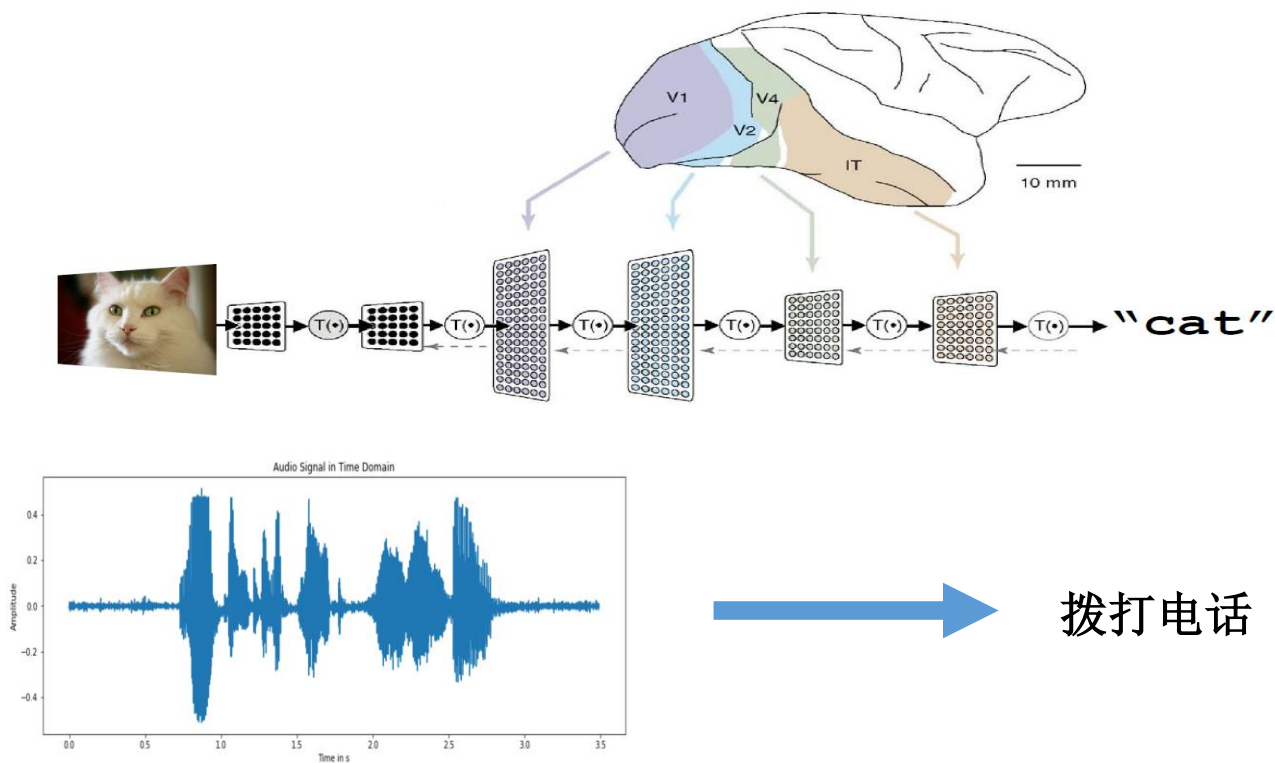 V1
V4
V2
IT
10 mm
T(•) T(•) T(•) T(•) T(•) T(•) “cat”
Audio Signal in Time Domain
Amplitude
0.4
0.2
0.0
−0.2
−0.4
0.0 0.5 1.0 1.5 2.0 2.5 3.0 3.5
Time in s
拨打电话